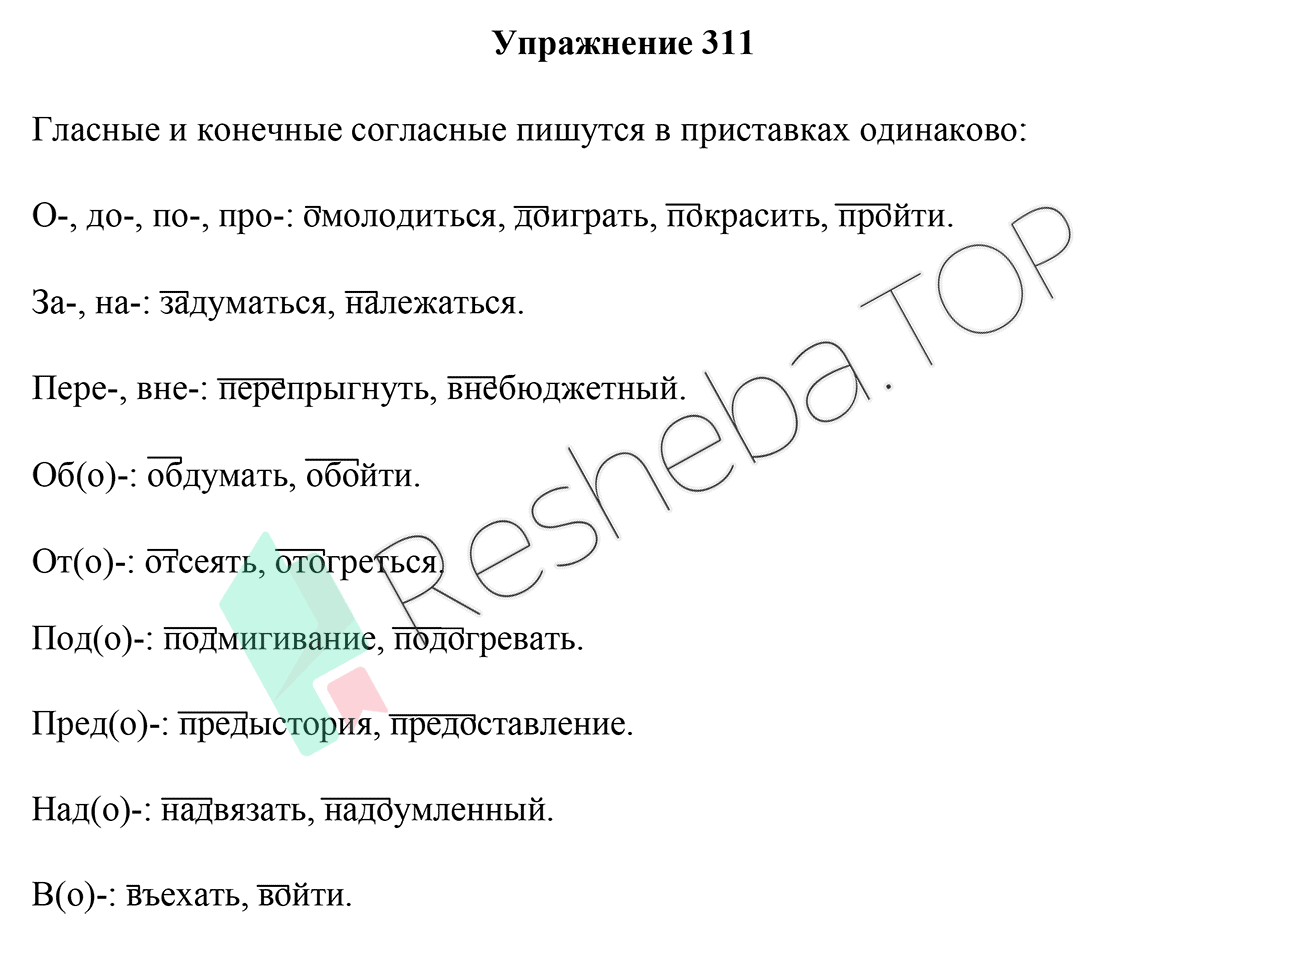 Упражнение 311
Гласные и конечные согласные пишутся в приставках одинаково:
О-, до-, по-, про-: омолодиться, доиграть, покрасить, пройти.
За-, на-: задуматься, належаться.
Пере-, вне-: перепрыгнуть, внебюджетный.
Об(о)-: обдумать, обойти.
От(о)-: отсеять, отогреться.
Под(о)-: подмигивание, подогревать.
Пред(о)-: предыстория, предоставление.
Над(о)-: надвязать, надоумленный.
В(о)-: въехать, войти.
Resheba.TOP